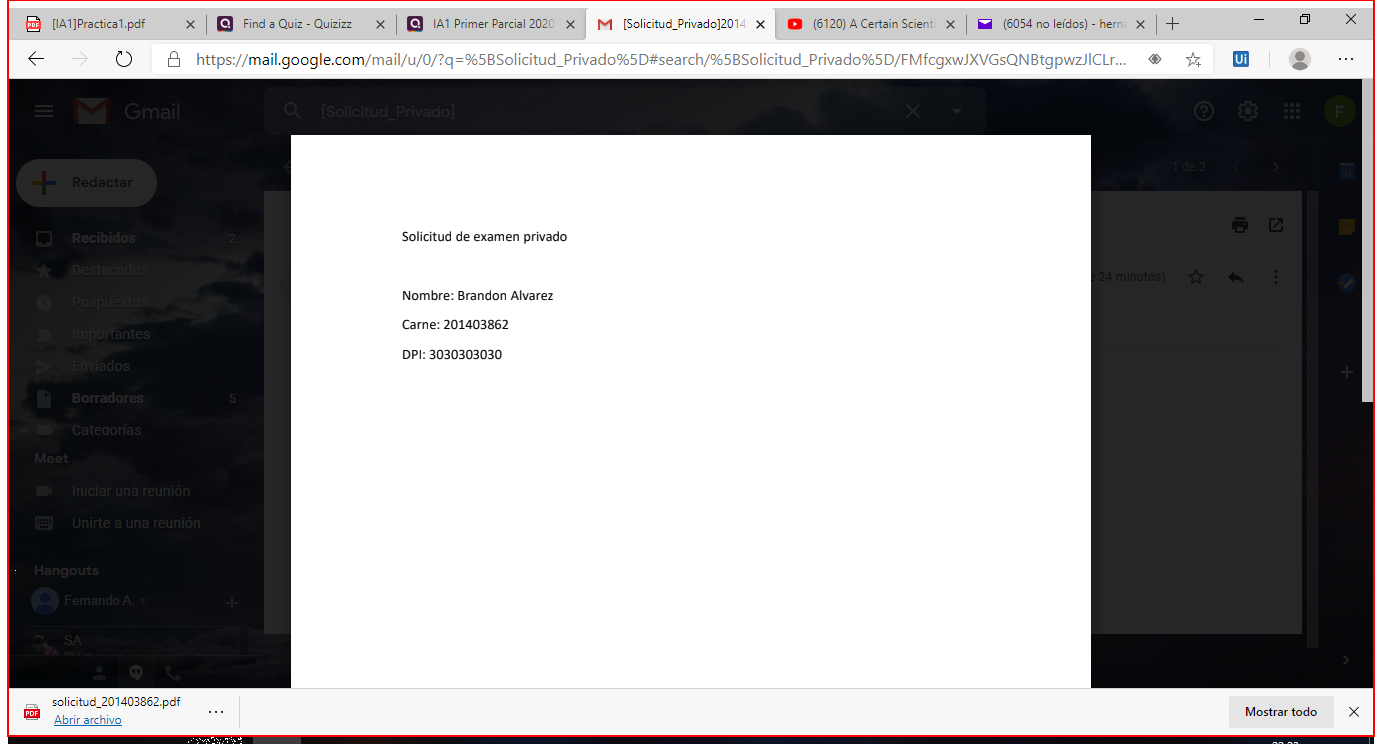 [IA1]Practica1.pdf
Find a Quiz - Quizizz
IA1 Primer Parcial 2020
[Solicitud_Privado]2014
(6120) A Certain Scient
(6054 no leídos) - herna
https://mail.google.com/mail/u/0/?q=%5BSolicitud_Privado%5D#search/%5BSolicitud_Privado%5D/FMfcgxwJXVGsQNBtgpwzJlCLr...
Ui
Gmail
[Solicitud_Privado]
F
Redactar
1 de 3
Recibidos 2
Destacados
Pospuestos
Importantes
Enviados
Borradores 5
Categorías
Meet
Iniciar una reunión
Unirte a una reunión
Hangouts
Fernando A.
SA
e 24 minutos)
Solicitud de examen privado
Nombre: Brandon Alvarez
Carne: 201403862
DPI: 3030303030
solicitud_201403862.pdf
Abrir archivo
Mostrar todo